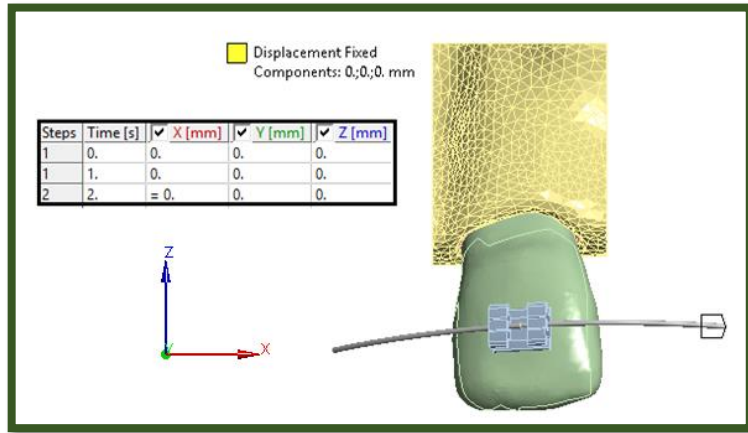 Displacement Fixed
Components: 0.;0.;0. mm
Steps Time [s] X [mm] Y [mm] Z [mm]
1 0. 0. 0. 0.
1 1. 0. 0. 0.
2 2. = 0. 0. 0.
Z
Y
X